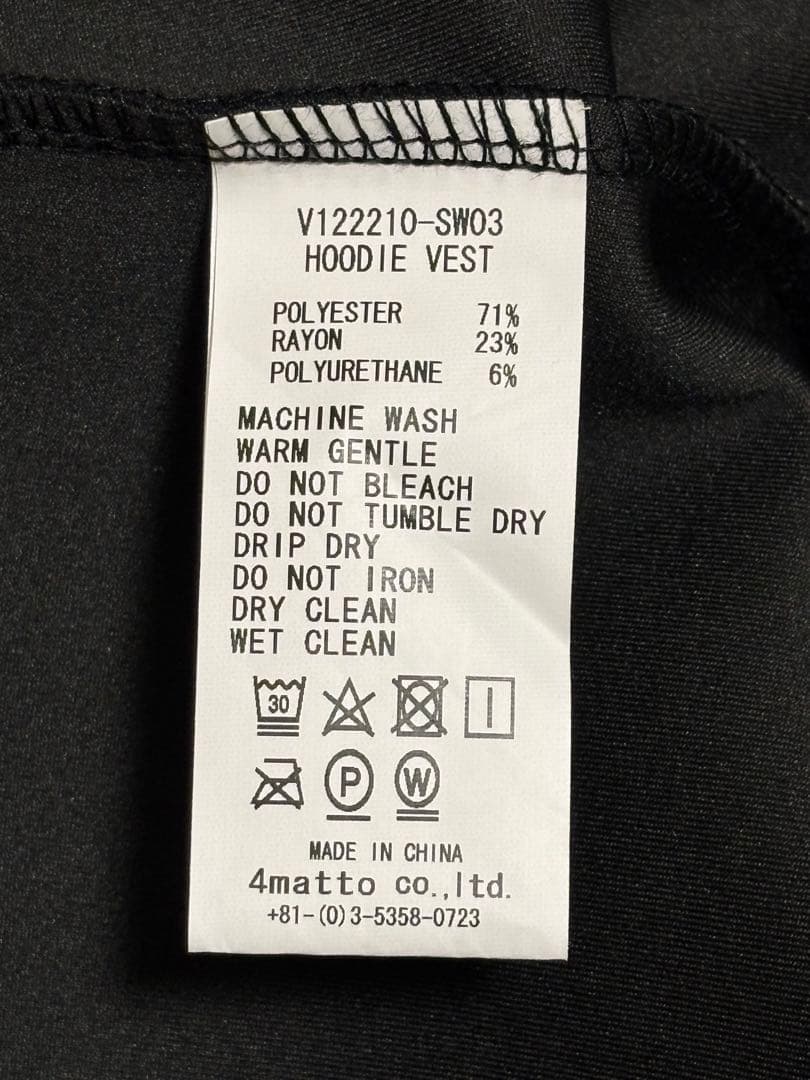 V122210-SW03
HOODIE VEST
POLYESTER 71%
RAYON 23%
POLYURETHANE 6%
MACHINE WASH
WARM GENTLE
DO NOT BLEACH
DO NOT TUMBLE DRY
DRIP DRY
DO NOT IRON
DRY CLEAN
WET CLEAN
30
P W
MADE IN CHINA
4matto co.,ltd.
+81-(0)3-5358-0723